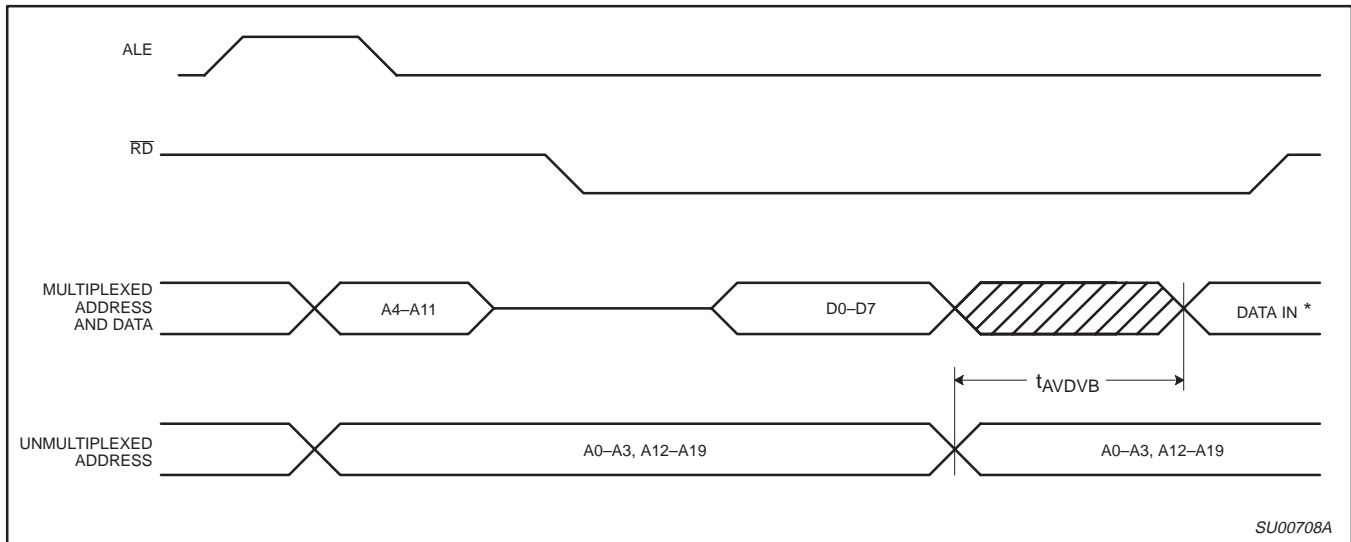 ALE
RD
MULTIPLEXED
ADDRESS
AND DATA
A4–A11
D0–D7
DATA IN *
tAVDVB
UNMULTIPLEXED
ADDRESS
A0–A3, A12–A19
A0–A3, A12–A19
SU00708A